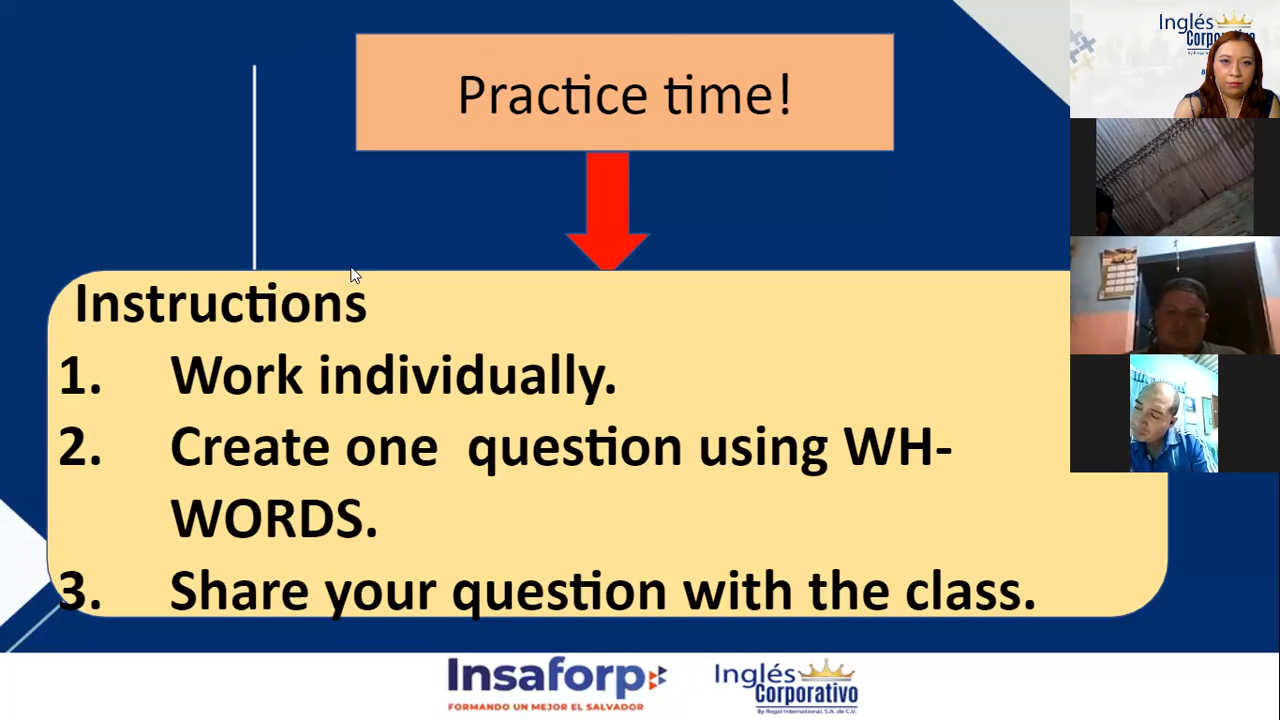 Practice time!
Instructions
1. Work individually.
2. Create one question using WH-
WORDS.
3. Share your question with the class.
Insaforp
FORMANDO UN MEJOR EL SALVADOR
Inglés
Corporativo
By Regal International, S.A. de C.V.
Inglés